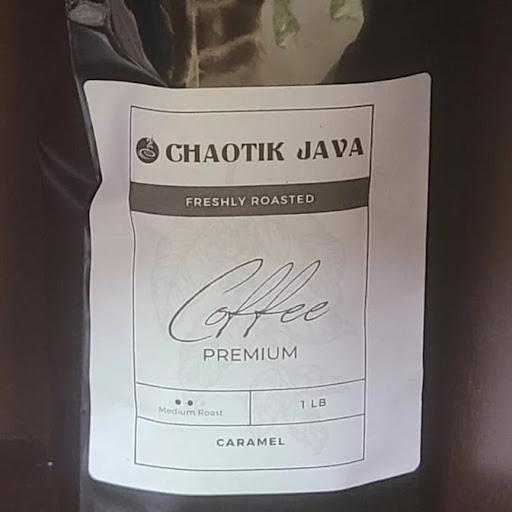 CHAOTIK JAVA
FRESHLY ROASTED
Coffee
PREMIUM
Medium Roast
1 LB
CARAMEL